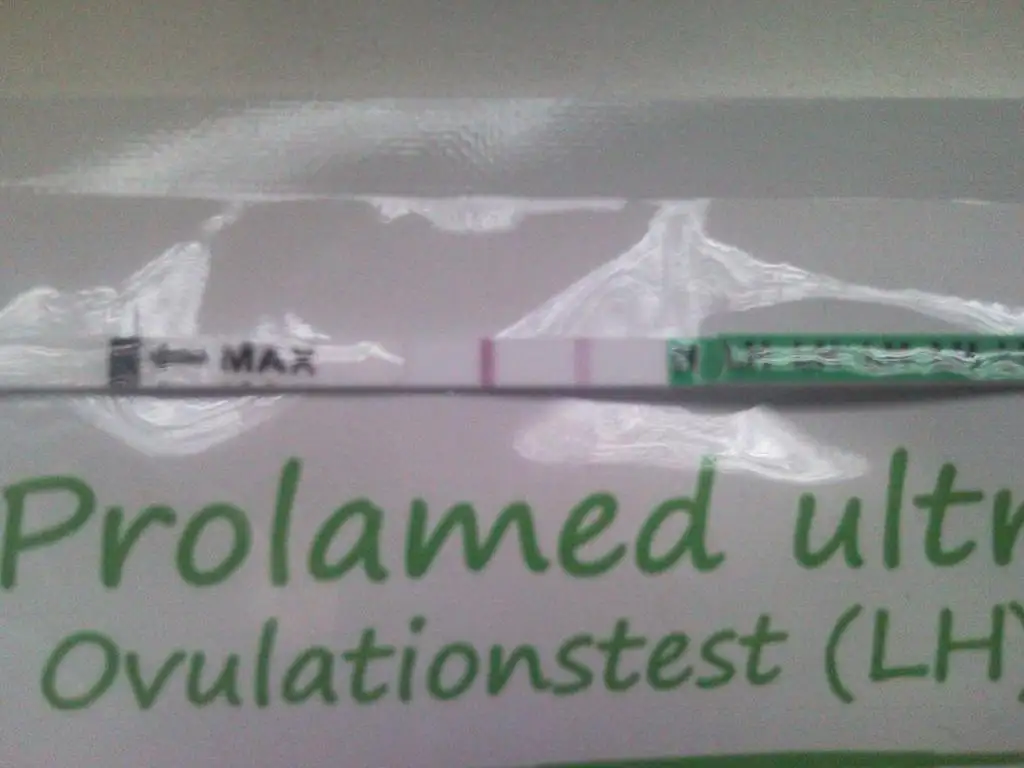 MAX
Prolamed ultr
Ovulationstest (LH)